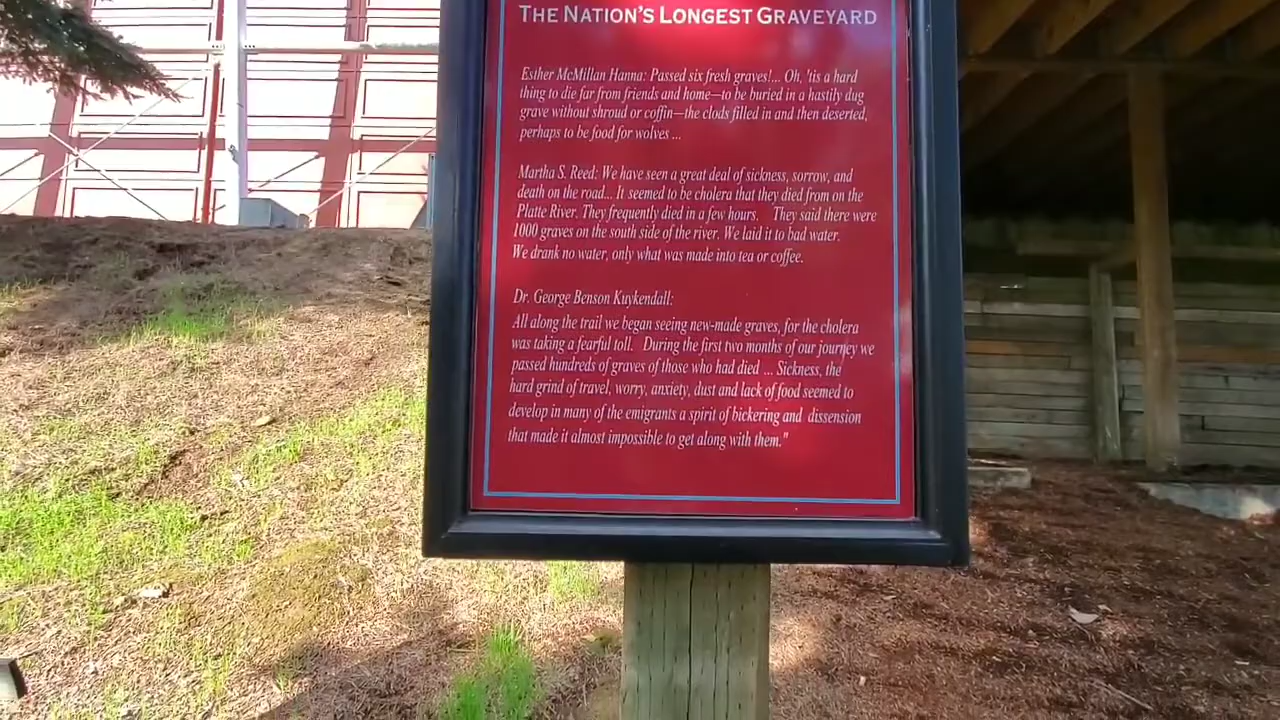 THE NATION'S LONGEST GRAVEYARD
Esther McMillan Hanna: Passed six fresh graves!... Oh, 'tis a hard
thing to die far from friends and home—to be buried in a hastily dug
grave without shroud or coffin—the clods filled in and then deserted,
perhaps to be food for wolves ...
Martha S. Reed: We have seen a great deal of sickness, sorrow, and
death on the road... It seemed to be cholera that they died from on the
Platte River. They frequently died in a few hours. They said there were
1000 graves on the south side of the river. We laid it to bad water.
We drank no water, only what was made into tea or coffee.
Dr. George Benson Kuykendall:
All along the trail we began seeing new-made graves, for the cholera
was taking a fearful toll. During the first two months of our journey we
passed hundreds of graves of those who had died ... Sickness, the
hard grind of travel, worry, anxiety, dust and lack of food seemed to
develop in many of the emigrants a spirit of bickering and dissension
that made it almost impossible to get along with them."